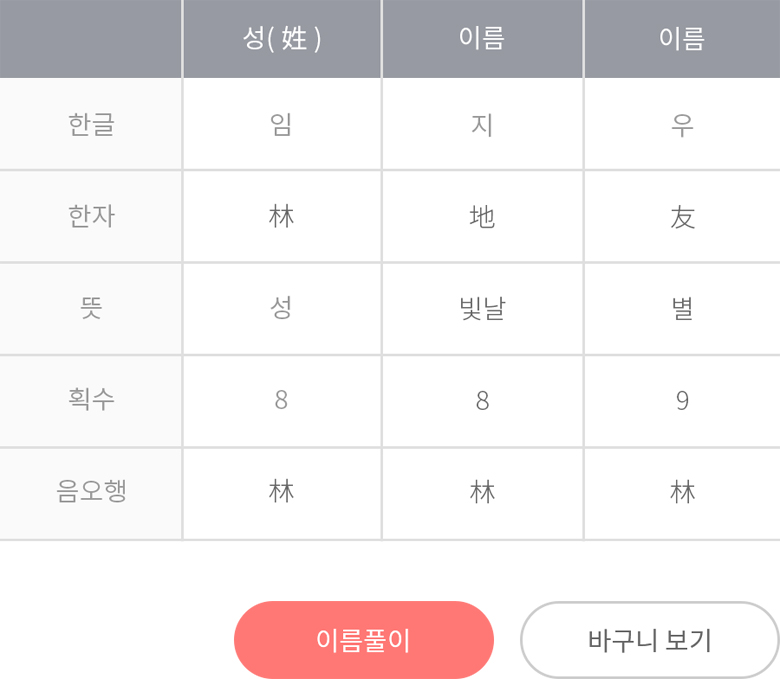 성( 姓 ) 이름 이름
한글 임 지 우
한자 林 地 友
뜻 성 빛날 별
획수 8 8 9
음오행 林 林 林
이름풀이 바구니 보기